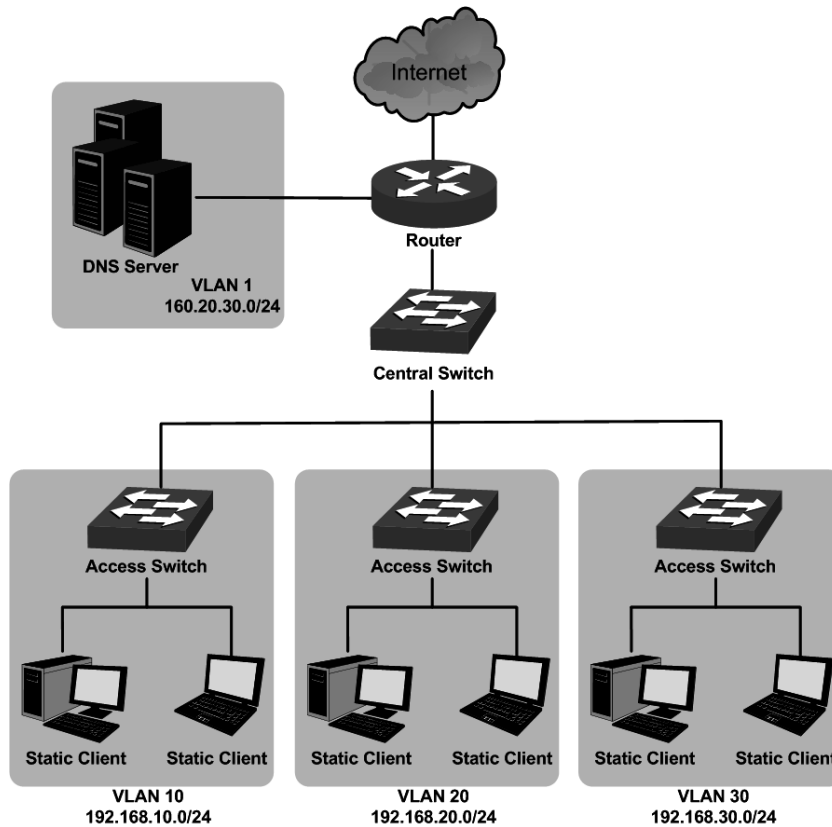 Internet
Router
DNS Server
VLAN 1
160.20.30.0/24
Central Switch
Access Switch
Access Switch
Access Switch
Static Client
Static Client
Static Client
Static Client
Static Client
Static Client
VLAN 10
192.168.10.0/24
VLAN 20
192.168.20.0/24
VLAN 30
192.168.30.0/24